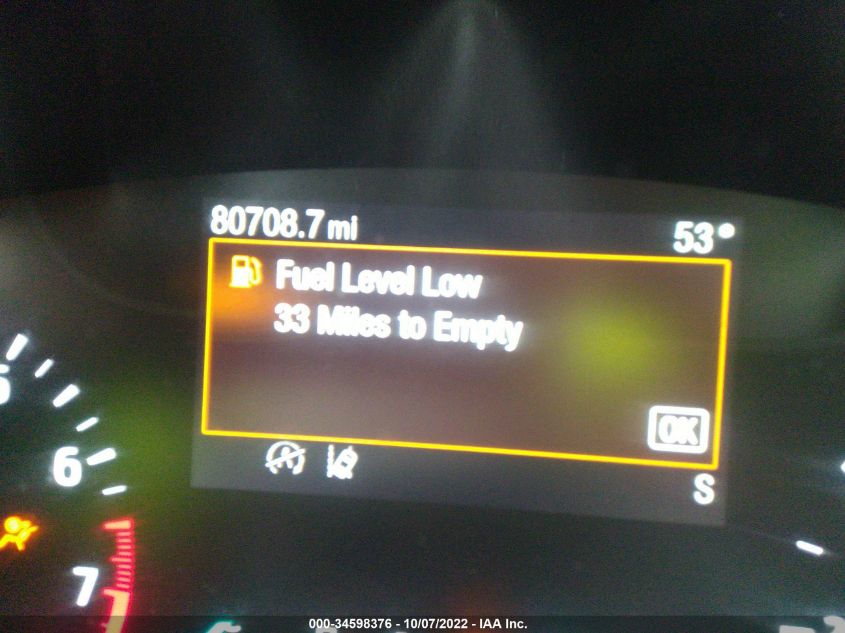 80708.7 mi 53°
Fuel Level Low
33 Miles to Empty
OK
S
5
6
7
000-34598376 - 10/07/2022 - IAA Inc.